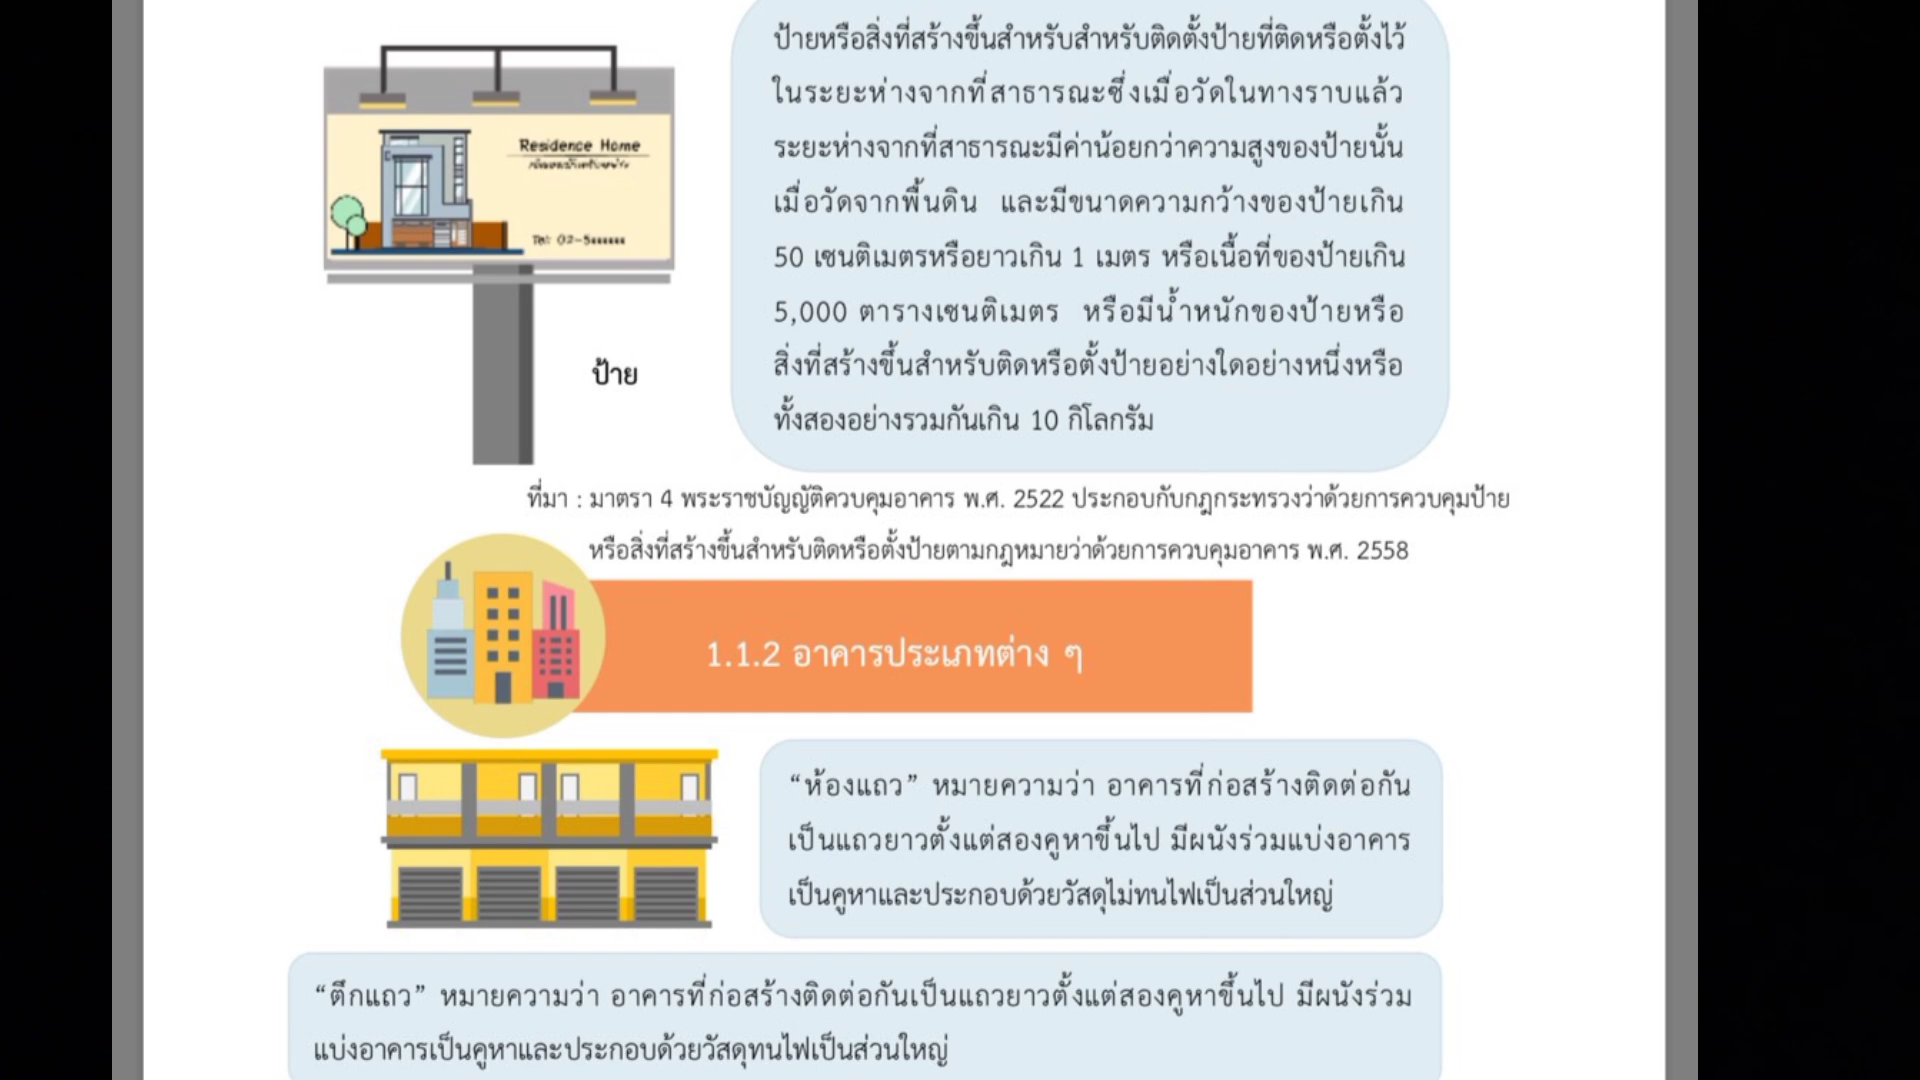 ป้ายหรือสิ่งที่สร้างขึ้นสำหรับสำหรับติดตั้งป้ายที่ติดหรือตั้งไว้
ในระยะห่างจากที่สาธารณะซึ่งเมื่อวัดในทางราบแล้ว
ระยะห่างจากที่สาธารณะมีค่าน้อยกว่าความสูงของป้ายนั้น
เมื่อวัดจากพื้นดิน และมีขนาดความกว้างของป้ายเกิน
50 เซนติเมตรหรือยาวเกิน 1 เมตร หรือเนื้อที่ของป้ายเกิน
5,000 ตารางเซนติเมตร หรือมีน้ำหนักของป้ายหรือ
สิ่งที่สร้างขึ้นสำหรับติดหรือตั้งป้ายอย่างใดอย่างหนึ่งหรือ
ทั้งสองอย่างรวมกันเกิน 10 กิโลกรัม
Residence Home
Tel: 02-5
ป้าย
ที่มา : มาตรา 4 พระราชบัญญัติควบคุมอาคาร พ.ศ. 2522 ประกอบกับกฎกระทรวงว่าด้วยการควบคุมป้าย
หรือสิ่งที่สร้างขึ้นสำหรับติดหรือตั้งป้ายตามกฎหมายว่าด้วยการควบคุมอาคาร พ.ศ. 2558
1.1.2 อาคารประเภทต่าง ๆ
“ห้องแถว” หมายความว่า อาคารที่ก่อสร้างติดต่อกัน
เป็นแถวยาวตั้งแต่สองคูหาขึ้นไป มีผนังร่วมแบ่งอาคาร
เป็นคูหาและประกอบด้วยวัสดุไม่ทนไฟเป็นส่วนใหญ่
“ตึกแถว” หมายความว่า อาคารที่ก่อสร้างติดต่อกันเป็นแถวยาวตั้งแต่สองคูหาขึ้นไป มีผนังร่วม
แบ่งอาคารเป็นคูหาและประกอบด้วยวัสดุทนไฟเป็นส่วนใหญ่